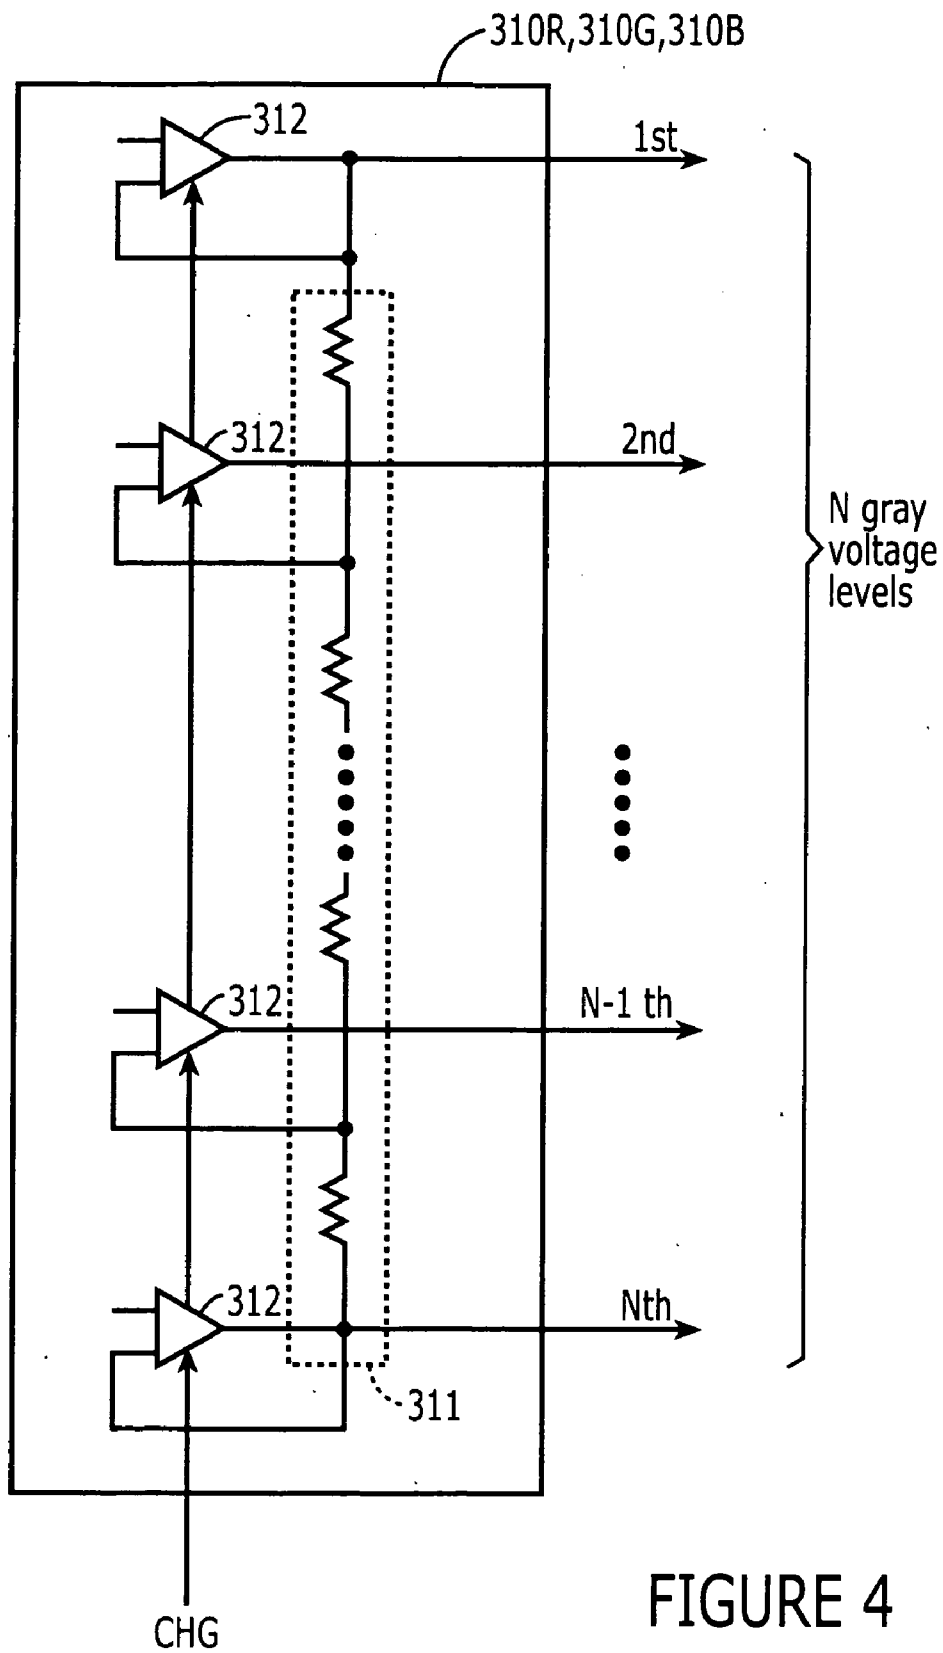 310R,310G,310B
312
1st
312
2nd
N gray
voltage
levels
312
N-1 th
312
Nth
311
CHG
FIGURE 4